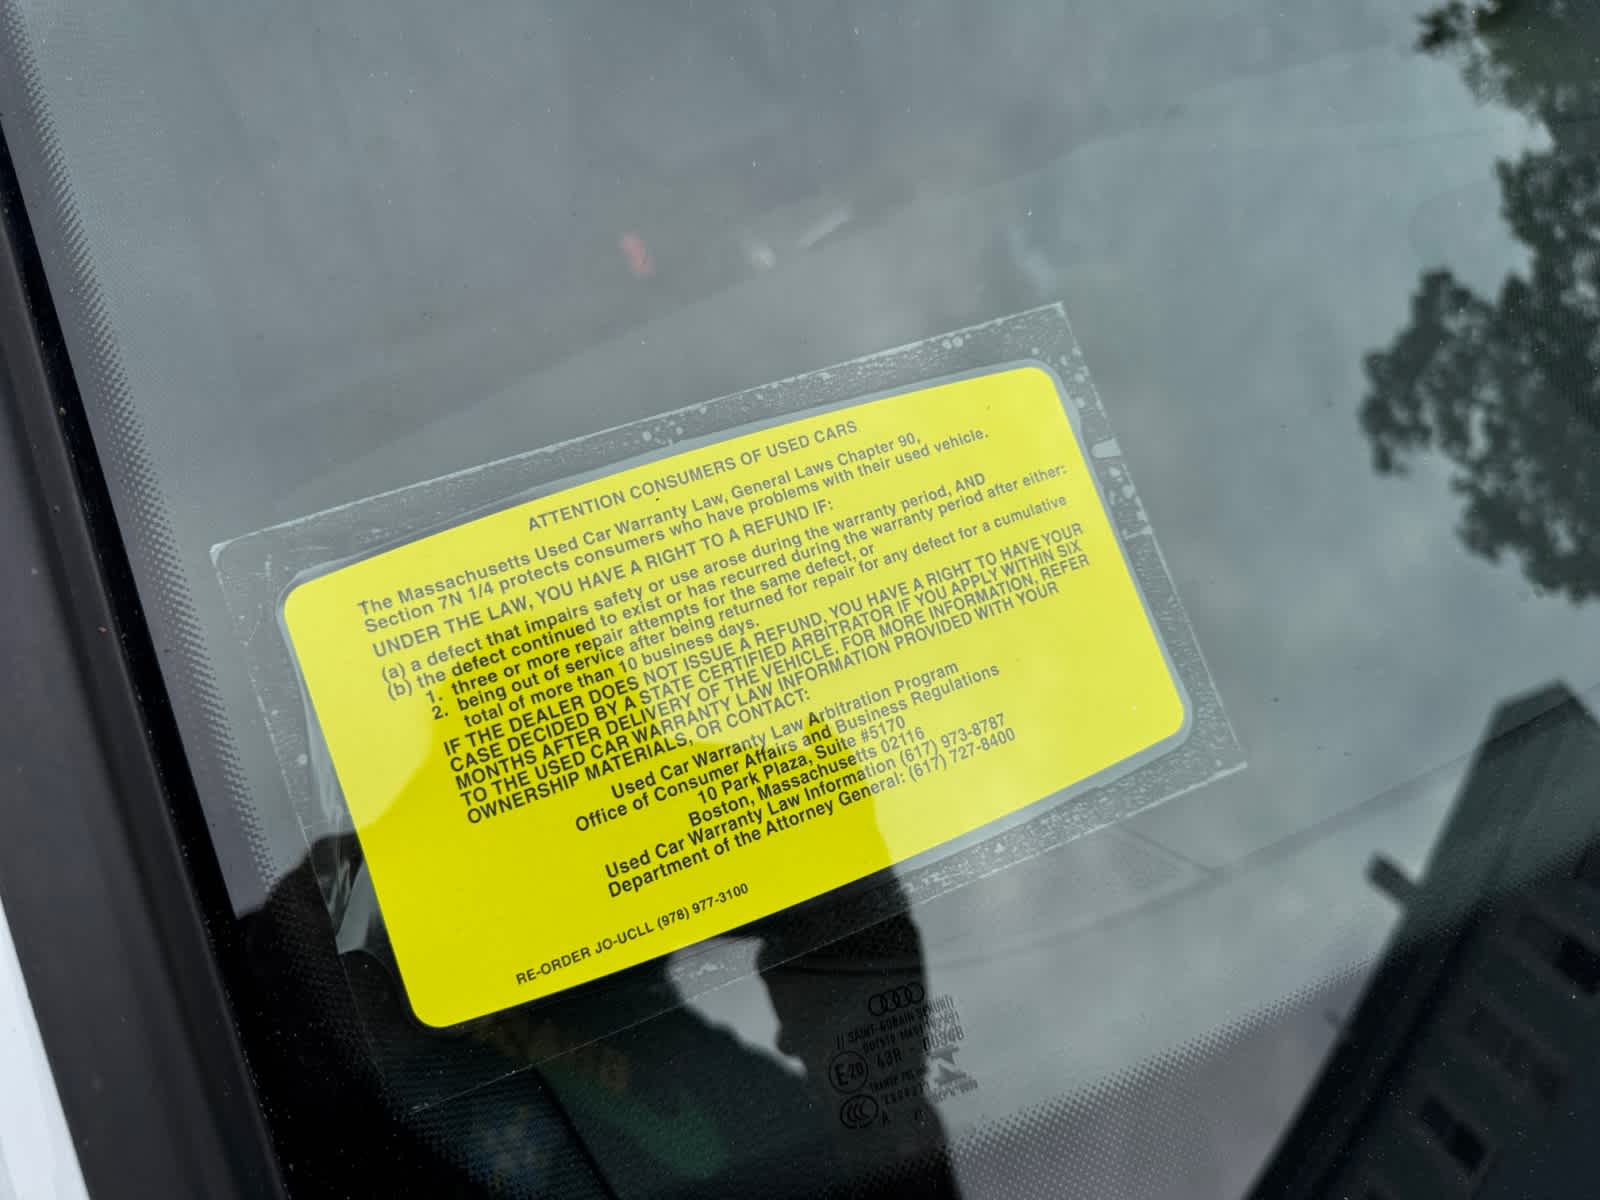 ATTENTION CONSUMERS OF USED CARS
The Massachusetts Used Car Warranty Law, General Laws Chapter 90,
Section 7N 1/4 protects consumers who have problems with their used vehicle.
UNDER THE LAW, YOU HAVE A RIGHT TO A REFUND IF:
(a) a defect that impairs safety or use arose during the warranty period, AND
(b) the defect continued to exist or has recurred during the warranty period after either:
1. three or more repair attempts for the same defect, or
2. being out of service after being returned for repair for any defect for a cumulative
total of more than 10 business days.
IF THE DEALER DOES NOT ISSUE A REFUND, YOU HAVE A RIGHT TO HAVE YOUR
CASE DECIDED BY A STATE CERTIFIED ARBITRATOR IF YOU APPLY WITHIN SIX
MONTHS AFTER DELIVERY OF THE VEHICLE. FOR MORE INFORMATION, REFER
TO THE USED CAR WARRANTY LAW INFORMATION PROVIDED WITH YOUR
OWNERSHIP MATERIALS, OR CONTACT:
Used Car Warranty Law Arbitration Program
Office of Consumer Affairs and Business Regulations
10 Park Plaza, Suite #5170
Boston, Massachusetts 02116
Used Car Warranty Law Information (617) 973-8787
Department of the Attorney General: (617) 727-8400
RE-ORDER JO-UCLL (978) 977-3100
// SAINT-GOBAIN
E-20 43R
CCC A